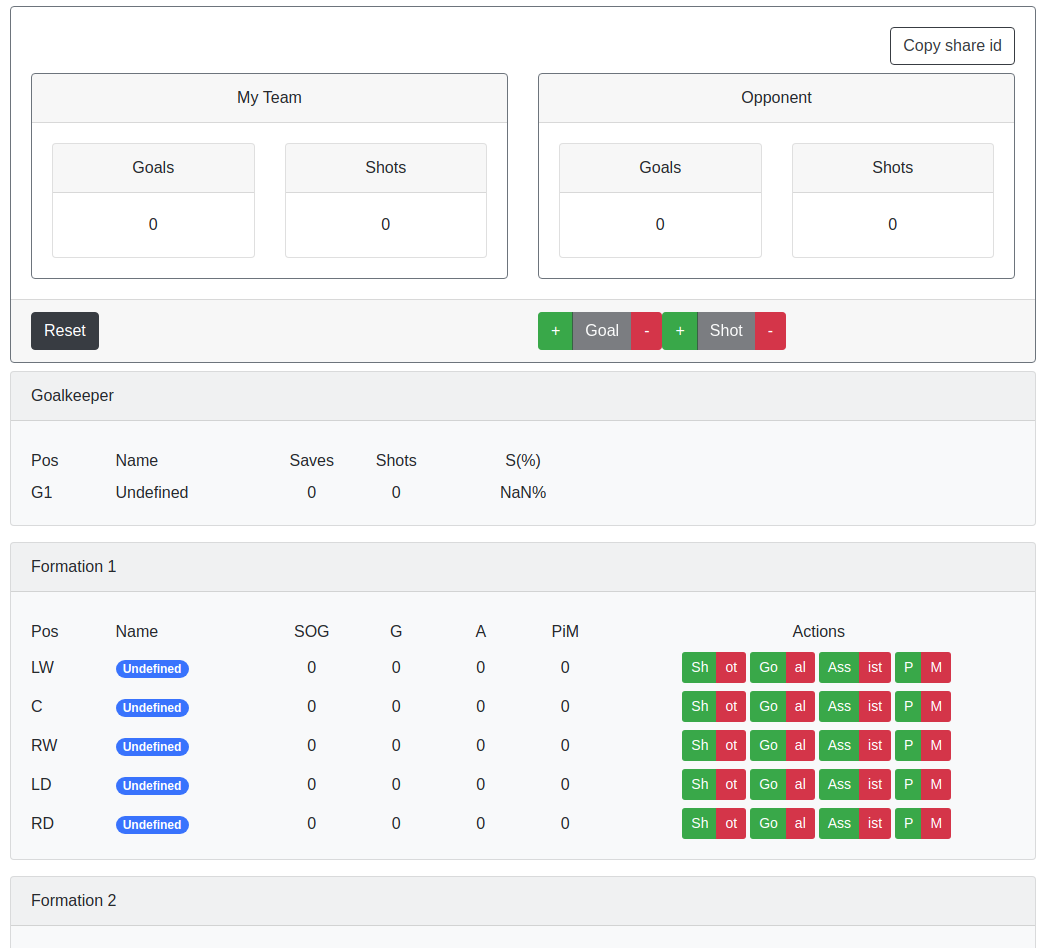 Copy share id
My Team Opponent
Goals Shots Goals Shots
0 0 0 0
Reset + Goal - + Shot -
Goalkeeper
Pos Name Saves Shots S(%)
G1 Undefined 0 0 NaN%
Formation 1
Pos Name SOG G A PiM Actions
LW Undefined 0 0 0 0 Sh ot Go al Ass ist P M
C Undefined 0 0 0 0 Sh ot Go al Ass ist P M
RW Undefined 0 0 0 0 Sh ot Go al Ass ist P M
LD Undefined 0 0 0 0 Sh ot Go al Ass ist P M
RD Undefined 0 0 0 0 Sh ot Go al Ass ist P M
Formation 2